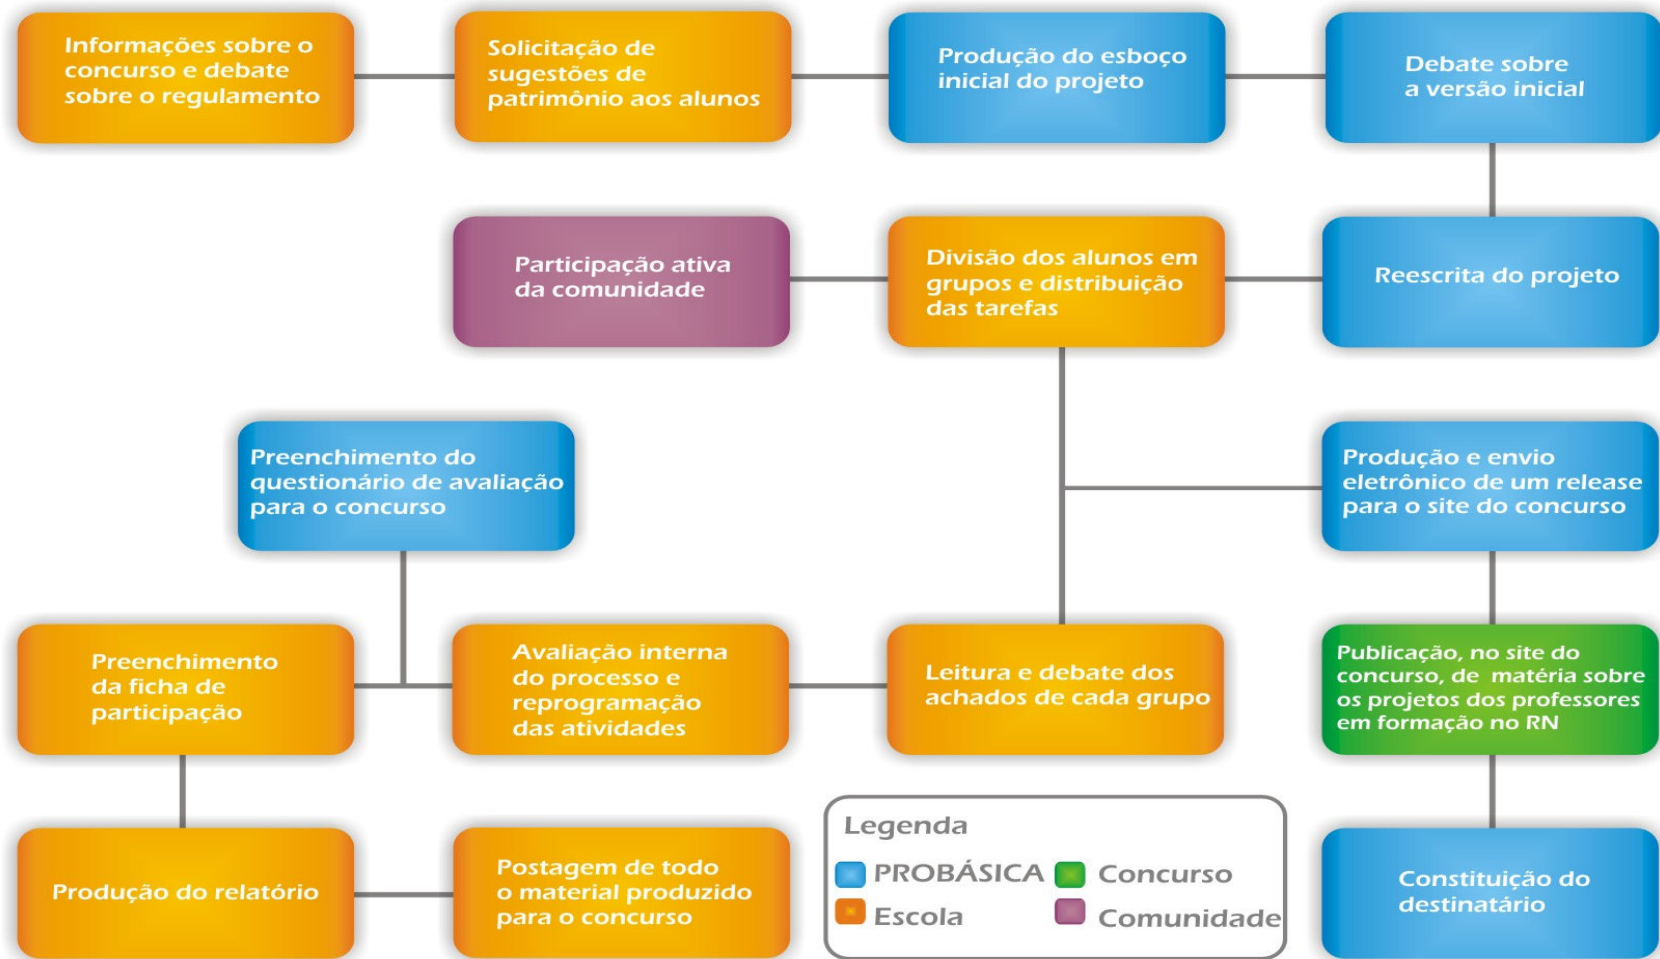 Informações sobre o
concurso e debate
sobre o regulamento
Solicitação de
sugestões de
patrimônio aos alunos
Produção do esboço
inicial do projeto
Debate sobre
a versão inicial
Participação ativa
da comunidade
Divisão dos alunos em
grupos e distribuição
das tarefas
Reescrita do projeto
Preenchimento do
questionário de avaliação
para o concurso
Produção e envio
eletrônico de um release
para o site do concurso
Preenchimento
da ficha de
participação
Avaliação interna
do processo e
reprogramação
das atividades
Leitura e debate dos
achados de cada grupo
Publicação, no site do
concurso, de matéria sobre
os projetos dos professores
em formação no RN
Produção do relatório
Postagem de todo
o material produzido
para o concurso
Legenda
PROBÁSICA
Concurso
Escola
Comunidade
Constituição do
destinatário